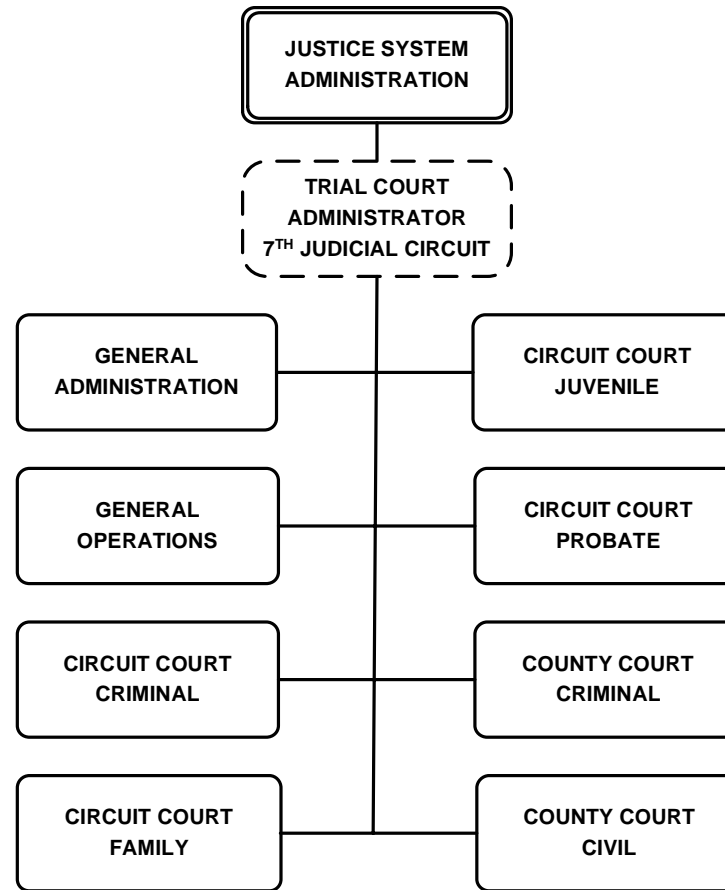 JUSTICE SYSTEM
ADMINISTRATION
TRIAL COURT
ADMINISTRATOR
7TH JUDICIAL CIRCUIT
GENERAL
ADMINISTRATION
CIRCUIT COURT
JUVENILE
GENERAL
OPERATIONS
CIRCUIT COURT
PROBATE
CIRCUIT COURT
CRIMINAL
COUNTY COURT
CRIMINAL
CIRCUIT COURT
FAMILY
COUNTY COURT
CIVIL